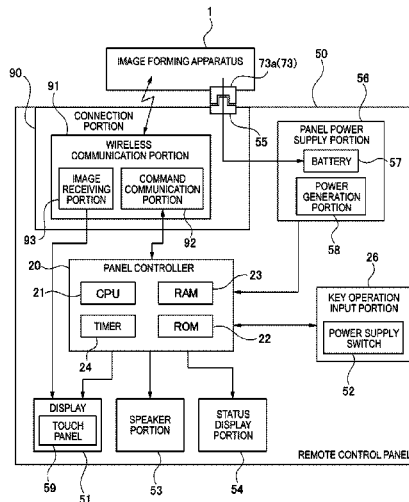 1
IMAGE FORMING APPARATUS
73a(73)
90
91
50
CONNECTION
PORTION
55
56
WIRELESS
COMMUNICATION PORTION
PANEL POWER
SUPPLY PORTION
BATTERY
57
IMAGE
RECEIVING
PORTION
COMMAND
COMMUNICATION
PORTION
POWER
GENERATION
PORTION
93
92
58
20
PANEL CONTROLLER
23
26
21
CPU
RAM
KEY OPERATION
INPUT PORTION
TIMER
ROM
22
POWER SUPPLY
SWITCH
24
52
DISPLAY
TOUCH
PANEL
SPEAKER
PORTION
STATUS
DISPLAY
PORTION
59
51
53
54
REMOTE CONTROL PANEL